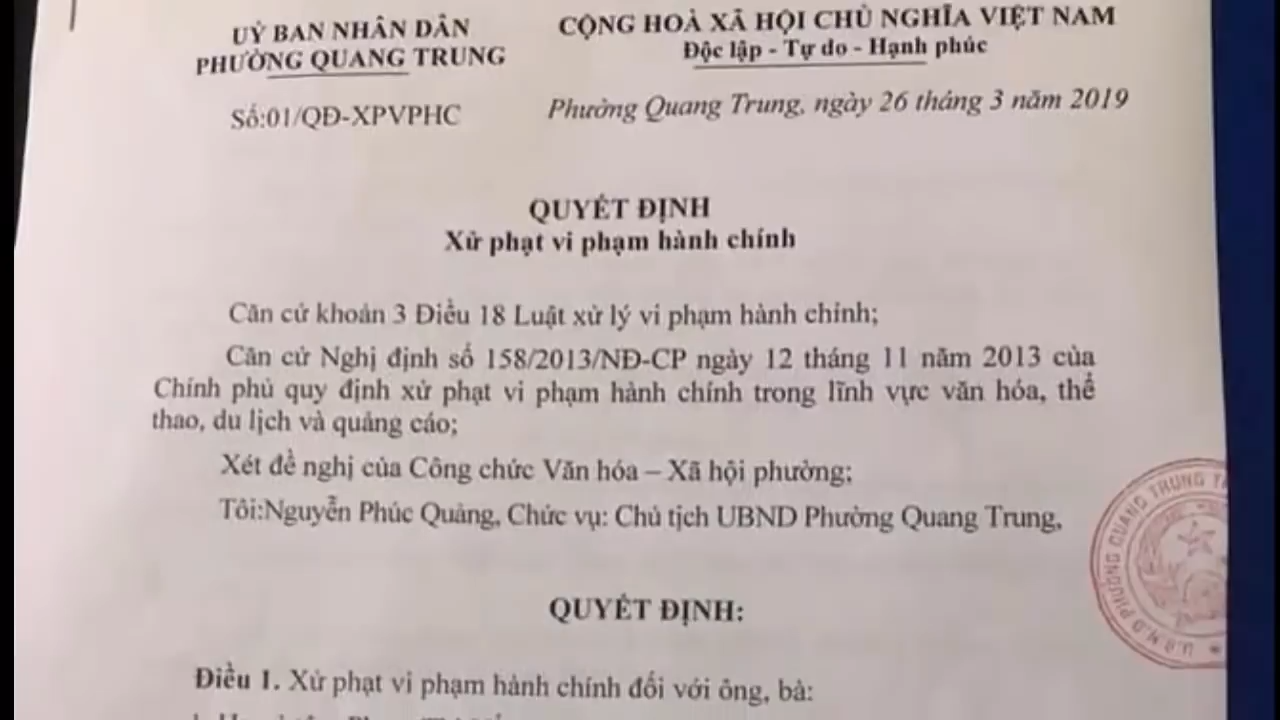 UỶ BAN NHÂN DÂN
PHƯỜNG QUANG TRUNG
CỘNG HOÀ XÃ HỘI CHỦ NGHĨA VIỆT NAM
Độc lập - Tự do - Hạnh phúc
Số:01/QĐ-XPVPHC
Phường Quang Trung, ngày 26 tháng 3 năm 2019
QUYẾT ĐỊNH
Xử phạt vi phạm hành chính
Căn cứ khoản 3 Điều 18 Luật xử lý vi phạm hành chính;
Căn cứ Nghị định số 158/2013/NĐ-CP ngày 12 tháng 11 năm 2013 của
Chính phủ quy định xử phạt vi phạm hành chính trong lĩnh vực văn hóa, thể
thao, du lịch và quảng cáo;
Xét đề nghị của Công chức Văn hóa – Xã hội phường;
Tôi:Nguyễn Phúc Quảng, Chức vụ: Chủ tịch UBND Phường Quang Trung,
U.B.N.D PHƯỜNG QUANG TRUNG
QUYẾT ĐỊNH:
Điều 1. Xử phạt vi phạm hành chính đối với ông, bà: